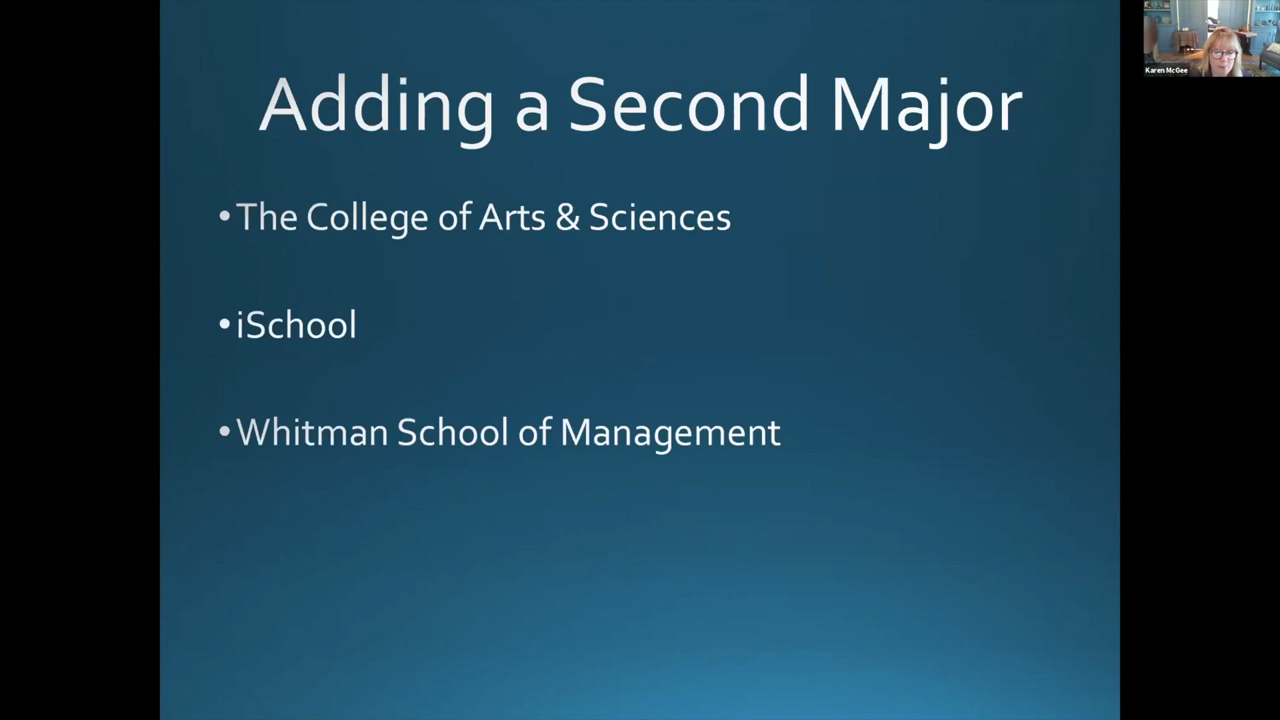 Adding a Second Major
•The College of Arts & Sciences
•iSchool
•Whitman School of Management
Karen McGee